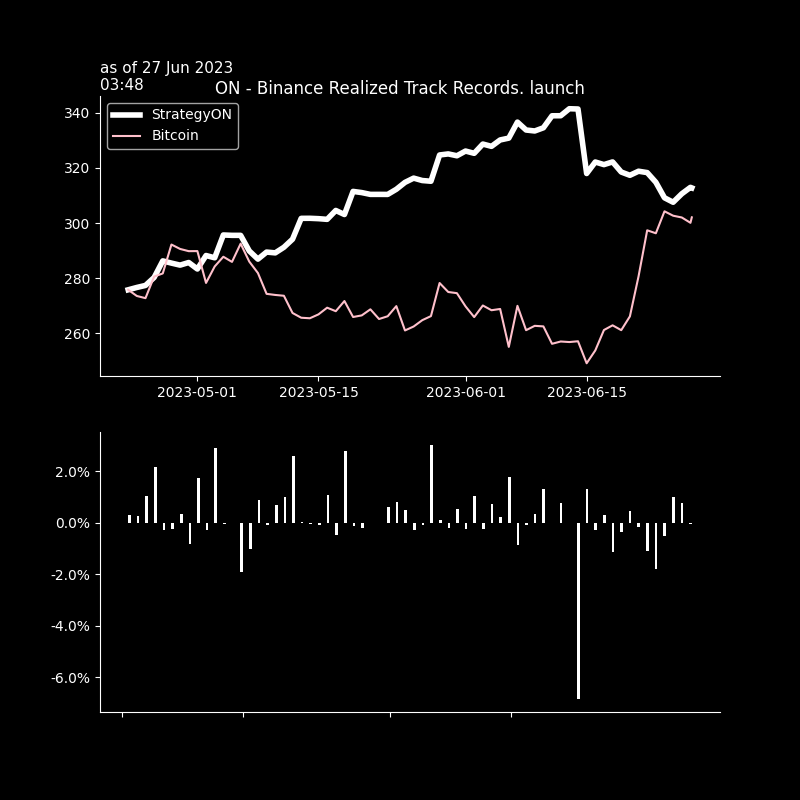 as of 27 Jun 2023
03:48
ON - Binance Realized Track Records. launch
StrategyON
Bitcoin
340
320
300
280
260
2023-05-01 2023-05-15 2023-06-01 2023-06-15
2.0%
0.0%
-2.0%
-4.0%
-6.0%